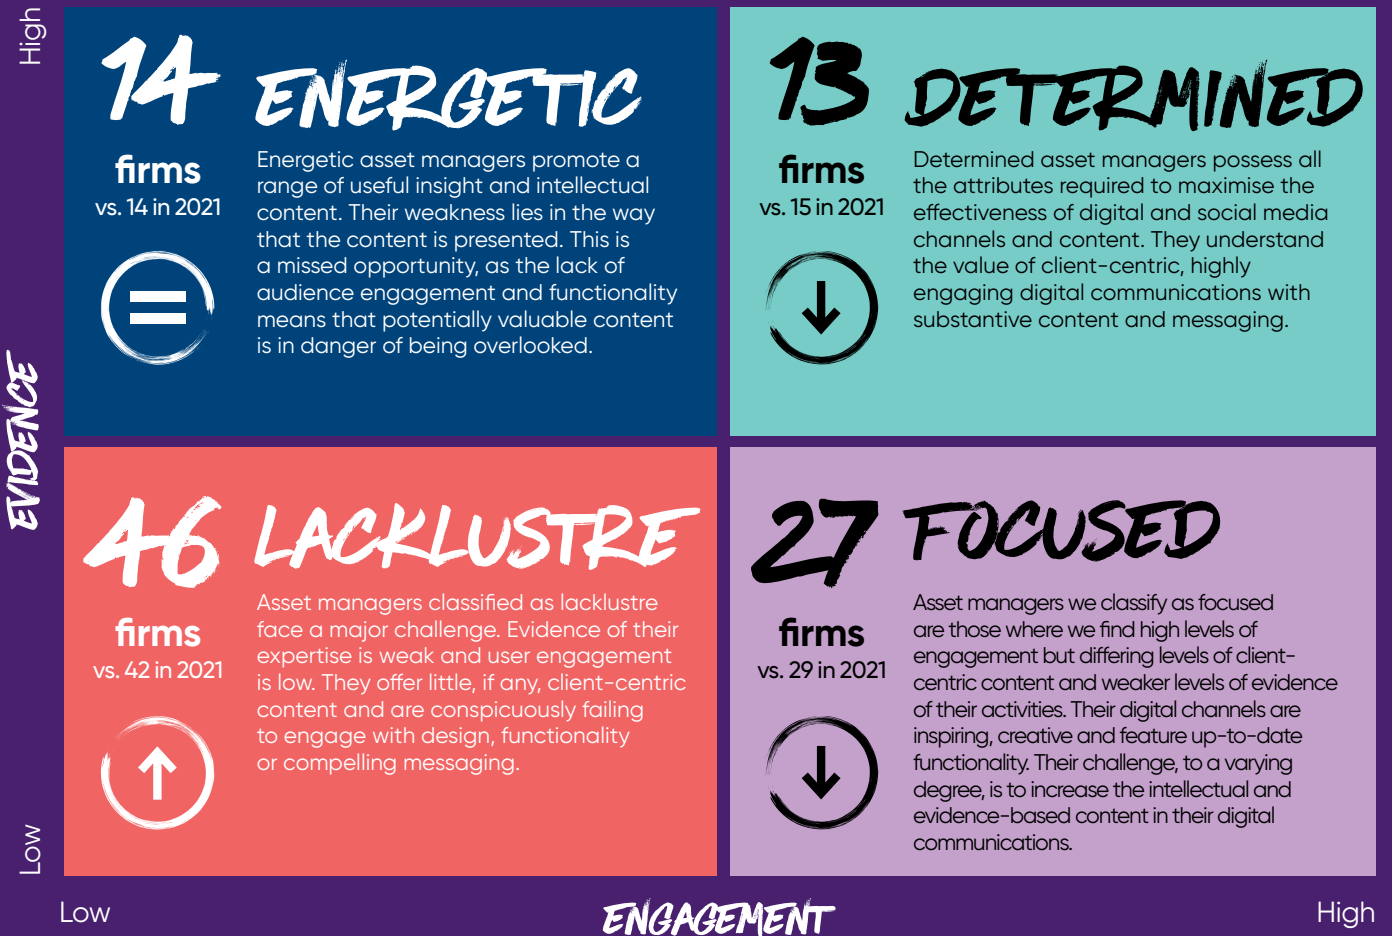 High
EVIDENCE
Low
14
firms
vs. 14 in 2021
ENERGETIC
Energetic asset managers promote a
range of useful insight and intellectual
content. Their weakness lies in the way
that the content is presented. This is
a missed opportunity, as the lack of
audience engagement and functionality
means that potentially valuable content
is in danger of being overlooked.
13
firms
vs. 15 in 2021
DETERMINED
Determined asset managers possess all
the attributes required to maximise the
effectiveness of digital and social media
channels and content. They understand
the value of client-centric, highly
engaging digital communications with
substantive content and messaging.
46
firms
vs. 42 in 2021
LACKLUSTRE
Asset managers classified as lacklustre
face a major challenge. Evidence of their
expertise is weak and user engagement
is low. They offer little, if any, client-centric
content and are conspicuously failing
to engage with design, functionality
or compelling messaging.
27
firms
vs. 29 in 2021
FOCUSED
Asset managers we classify as focused
are those where we find high levels of
engagement but differing levels of client-
centric content and weaker levels of evidence
of their activities. Their digital channels are
inspiring, creative and feature up-to-date
functionality. Their challenge, to a varying
degree, is to increase the intellectual and
evidence-based content in their digital
communications.
Low
ENGAGEMENT
High